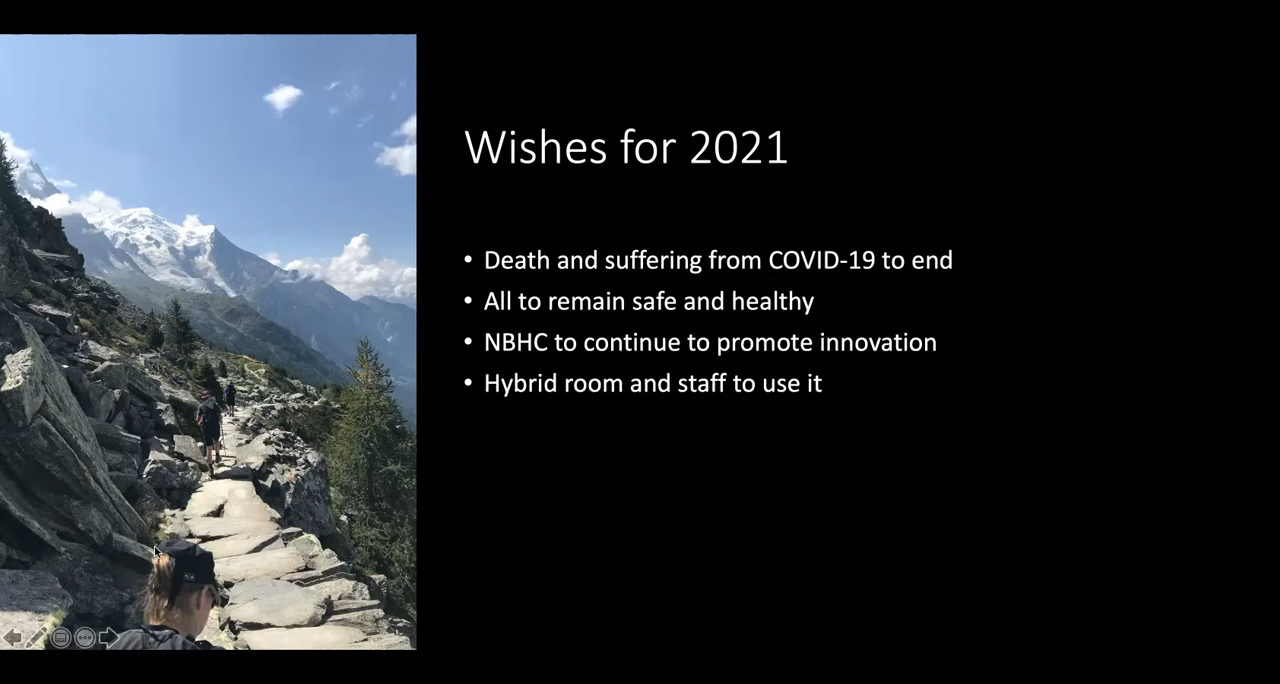 Wishes for 2021
• Death and suffering from COVID-19 to end
• All to remain safe and healthy
• NBHC to continue to promote innovation
• Hybrid room and staff to use it